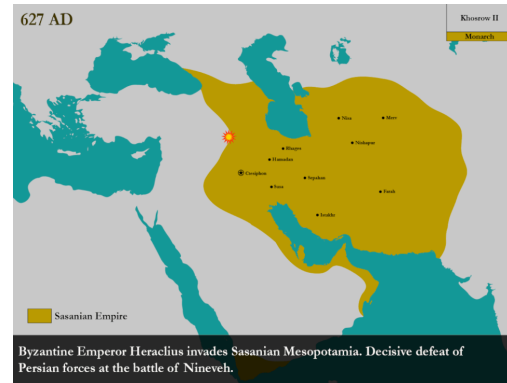 627 AD
Khosrow II
Monarch
Nisa
Merv
Nishapur
Rhages
Hamadan
Ctesiphon
Spahan
Susa
Farah
Istakhr
Sasanian Empire
Byzantine Emperor Heraclius invades Sasanian Mesopotamia. Decisive defeat of
Persian forces at the battle of Nineveh.